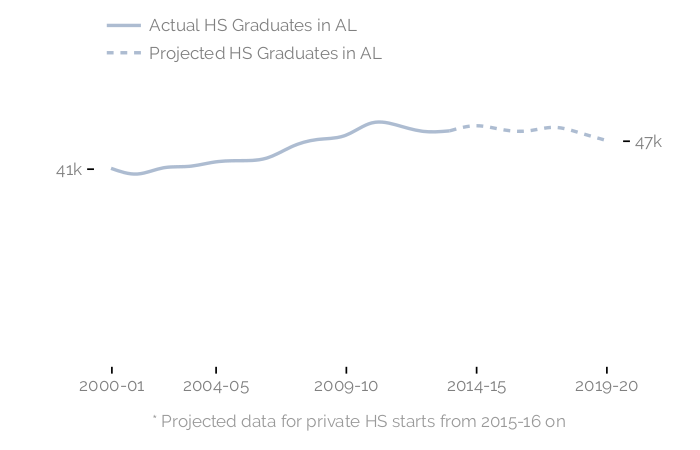 Actual HS Graduates in AL
Projected HS Graduates in AL
47k
41k
2000-01 2004-05 2009-10 2014-15 2019-20
* Projected data for private HS starts from 2015-16 on